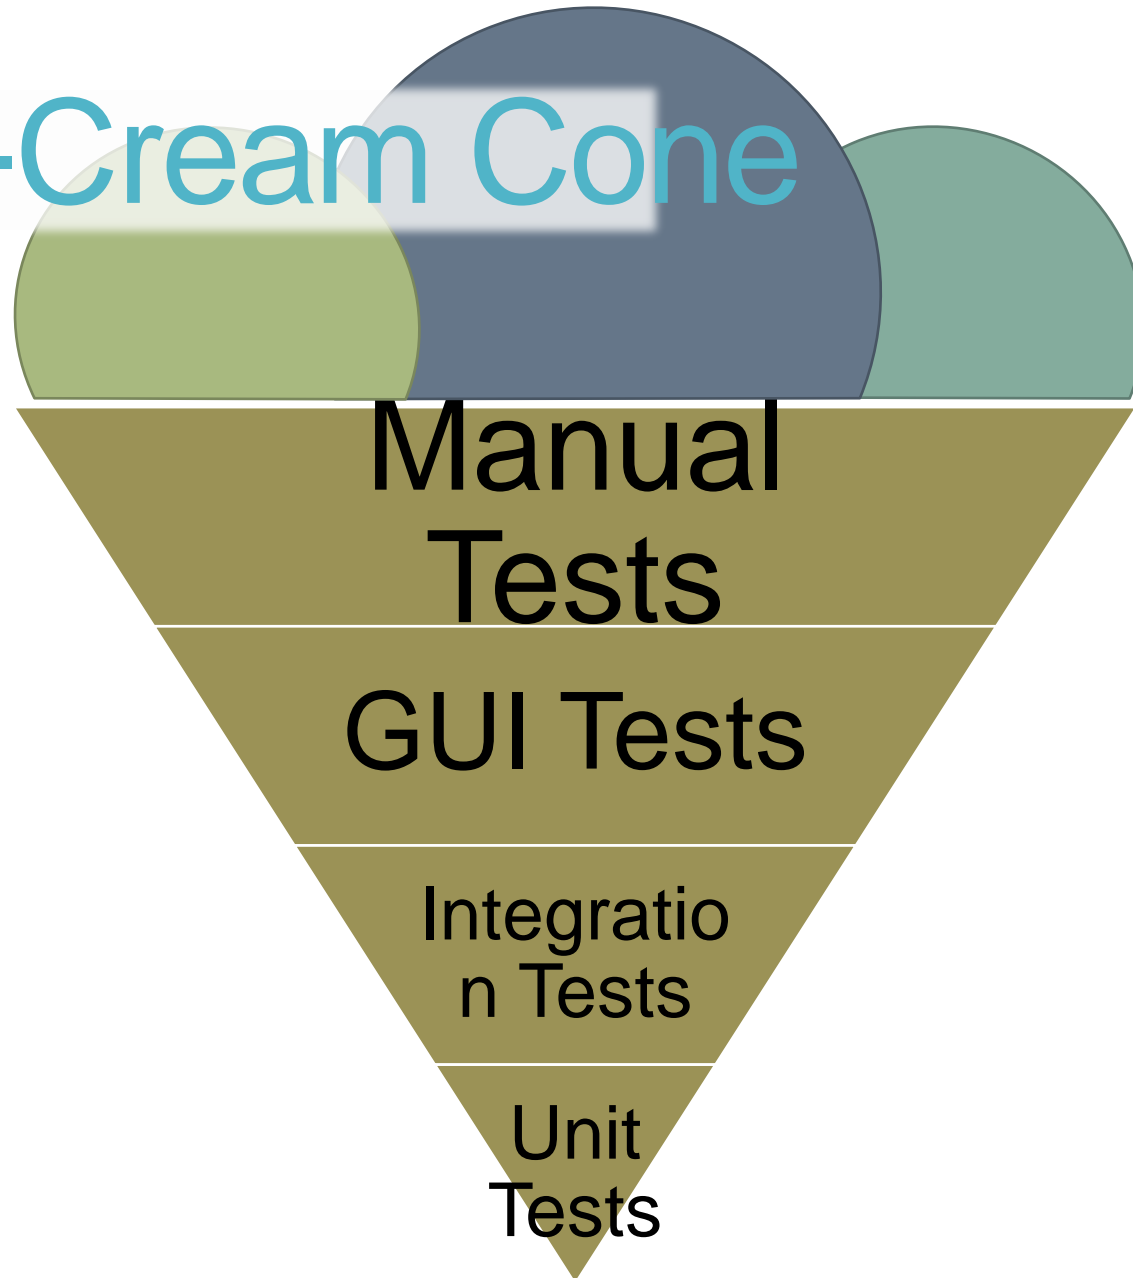 -Cream Cone
Manual
Tests
GUI Tests
Integratio
n Tests
Unit
Tests